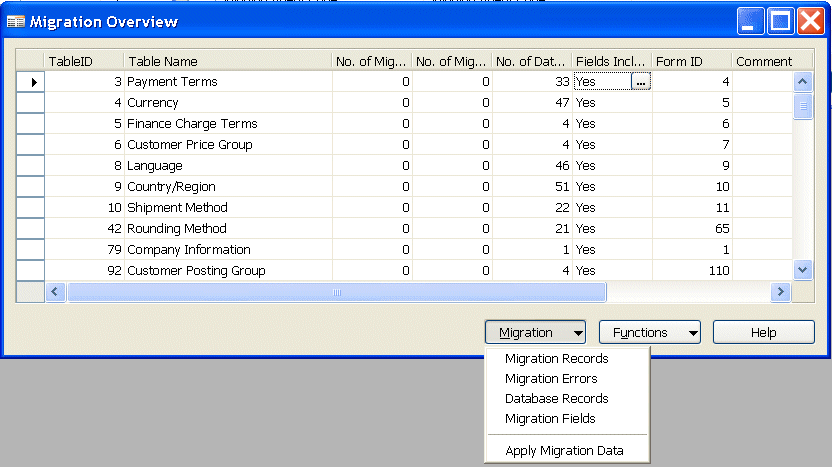 Migration Overview
TableID Table Name No. of Mig... No. of Mig... No. of Dat... Fields Incl... Form ID Comment
3 Payment Terms 0 0 33 Yes ... 4
4 Currency 0 0 47 Yes 5
5 Finance Charge Terms 0 0 4 Yes 6
6 Customer Price Group 0 0 4 Yes 7
8 Language 0 0 46 Yes 9
9 Country/Region 0 0 51 Yes 10
10 Shipment Method 0 0 22 Yes 11
42 Rounding Method 0 0 21 Yes 65
79 Company Information 0 0 1 Yes 1
92 Customer Posting Group 0 0 4 Yes 110
Migration Functions Help
Migration Records
Migration Errors
Database Records
Migration Fields
Apply Migration Data